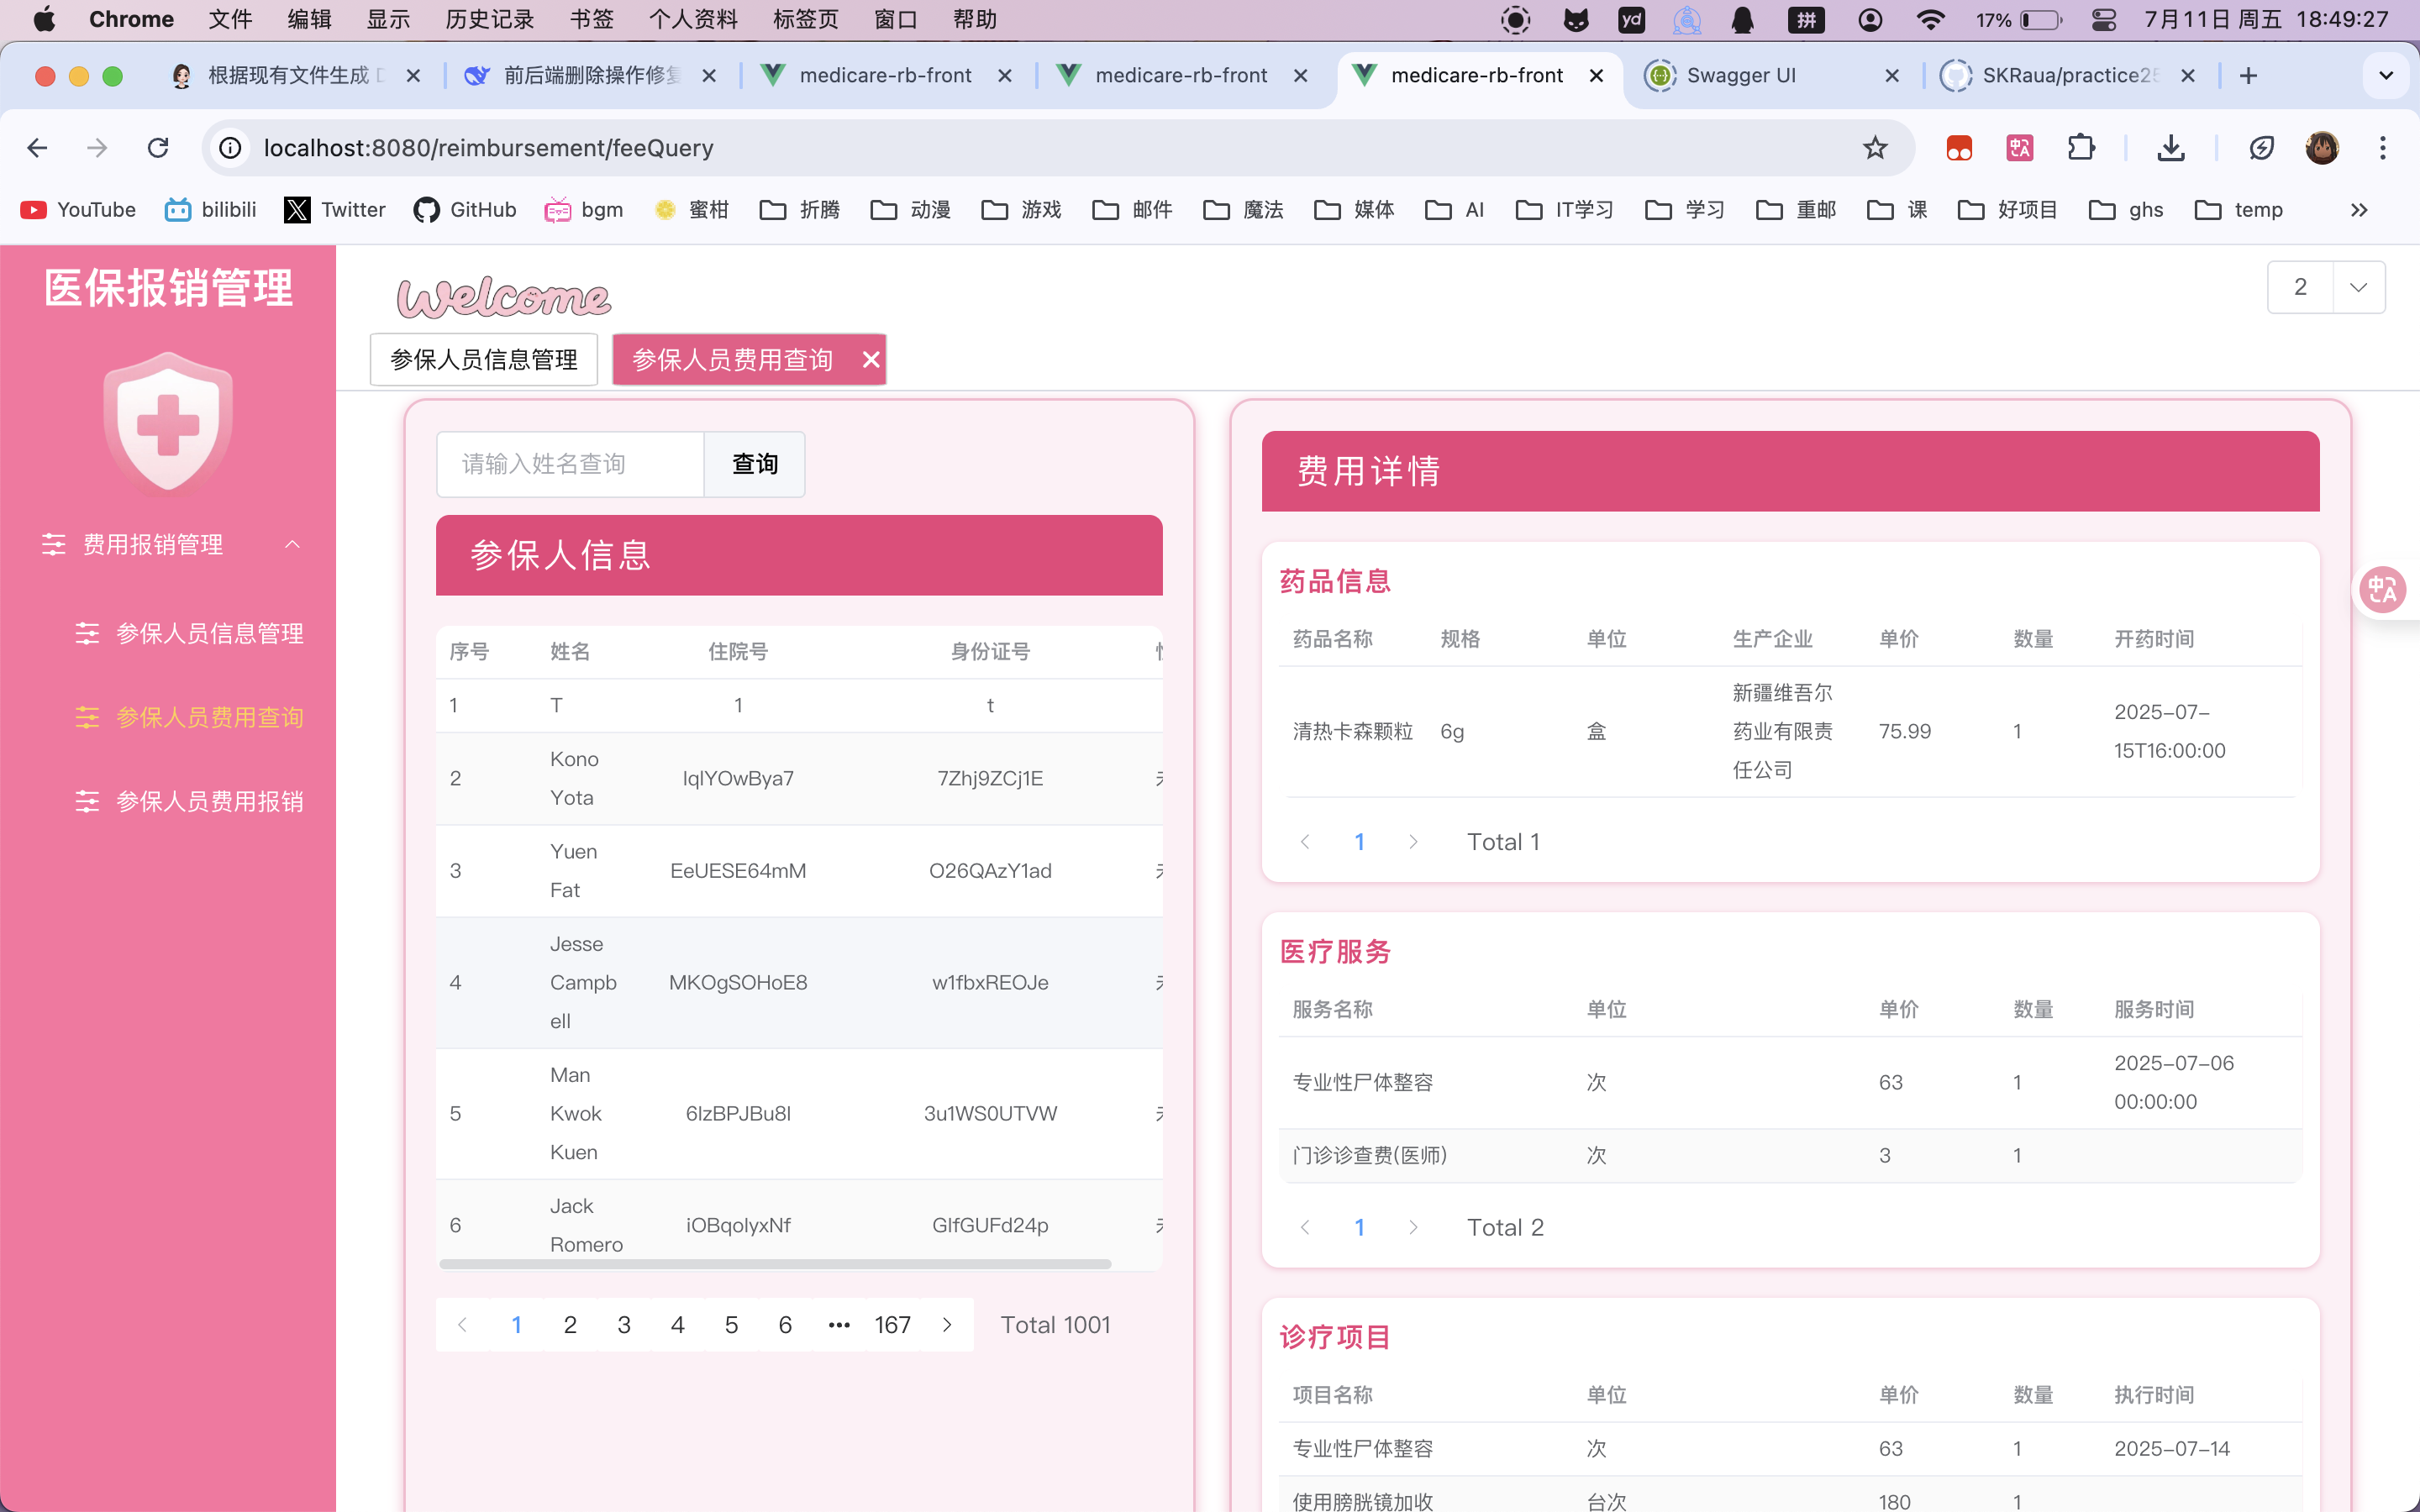 Chrome 文件 编辑 显示 历史记录 书签 个人资料 标签页 窗口 帮助 yd 拼 17% 7月11日 周五 18:49:27
根据现有文件生成 前后端删除操作修复 medicare-rb-front medicare-rb-front medicare-rb-front Swagger UI SKRaua/practice25
localhost:8080/reimbursement/feeQuery
YouTube bilibili Twitter GitHub bgm 蜜柑 折腾 动漫 游戏 邮件 魔法 媒体 AI IT学习 学习 重邮 课 好项目 ghs temp
医保报销管理
费用报销管理
参保人员信息管理
参保人员费用查询
参保人员费用报销
Welcome
2
参保人员信息管理 参保人员费用查询
请输入姓名查询 查询
参保人信息
序号 姓名 住院号 身份证号
1 T 1 t
2 Kono Yota IqlYOwBya7 7Zhj9ZCj1E
3 Yuen Fat EeUESE64mM O26QAzY1ad
4 Jesse Campbell MKOgSOHoE8 w1fbxREOJe
5 Man Kwok Kuen 6lzBPJBu8I 3u1WS0UTVW
6 Jack Romero iOBqolyxNf GlfGUFd24p
1 2 3 4 5 6 ••• 167 Total 1001
费用详情
药品信息
药品名称 规格 单位 生产企业 单价 数量 开药时间
清热卡森颗粒 6g 盒 新疆维吾尔药业有限责任公司 75.99 1 2025-07-15T16:00:00
1 Total 1
医疗服务
服务名称 单位 单价 数量 服务时间
专业性尸体整容 次 63 1 2025-07-06 00:00:00
门诊诊查费(医师) 次 3 1
1 Total 2
诊疗项目
项目名称 单位 单价 数量 执行时间
专业性尸体整容 次 63 1 2025-07-14
使用膀胱镜加收 台次 180 1